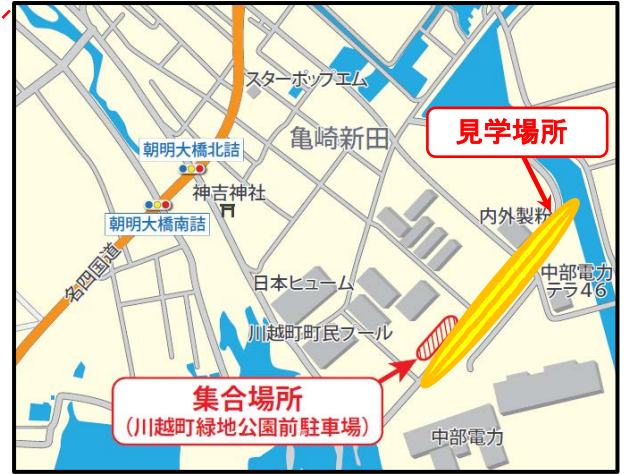 スターポップエム
亀崎新田
見学場所
朝明大橋北詰
神吉神社
朝明大橋南詰
内外製粉
名四国道
日本ヒューム
中部電力
テラ46
川越町町民プール
集合場所
(川越町緑地公園前駐車場)
中部電力